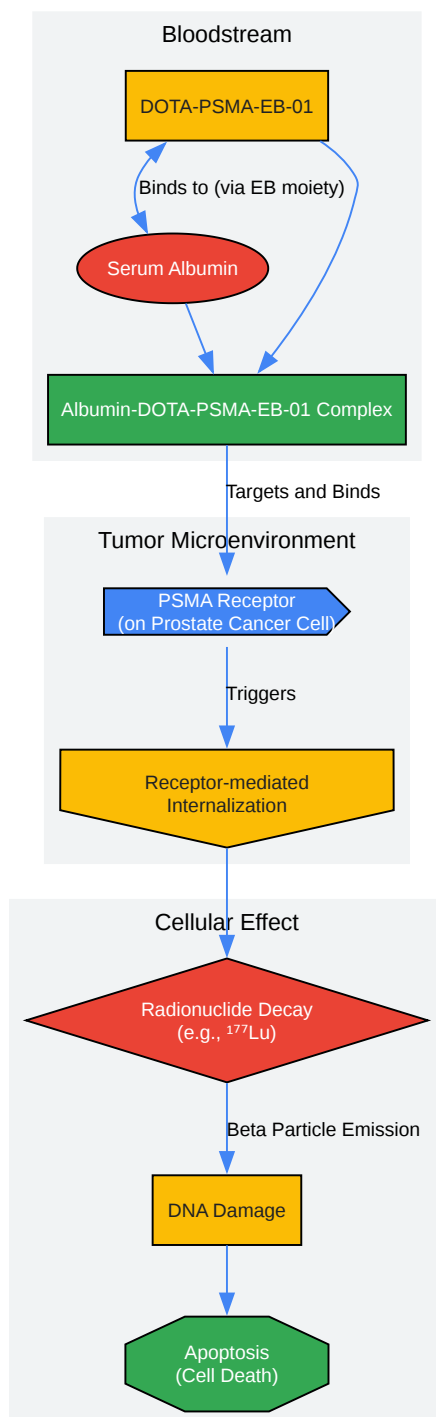 Bloodstream
DOTA-PSMA-EB-01
Binds to (via EB moiety)
Serum Albumin
Albumin-DOTA-PSMA-EB-01 Complex
Targets and Binds
Tumor Microenvironment
PSMA Receptor
(on Prostate Cancer Cell)
Triggers
Receptor-mediated
Internalization
Cellular Effect
Radionuclide Decay
(e.g., ¹⁷⁷Lu)
Beta Particle Emission
DNA Damage
Apoptosis
(Cell Death)